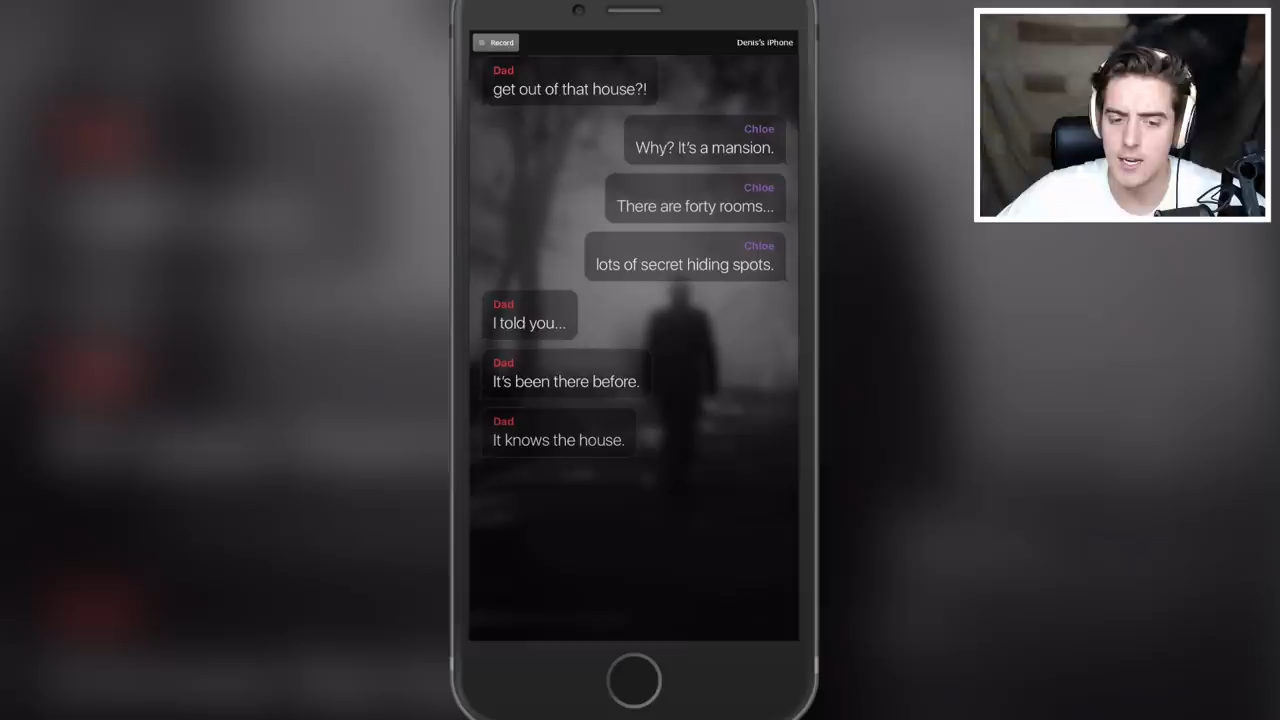 Record
Denis's iPhone
Dad
get out of that house?!
Chloe
Why? It's a mansion.
Chloe
There are forty rooms...
Chloe
lots of secret hiding spots.
Dad
I told you...
Dad
It's been there before.
Dad
It knows the house.